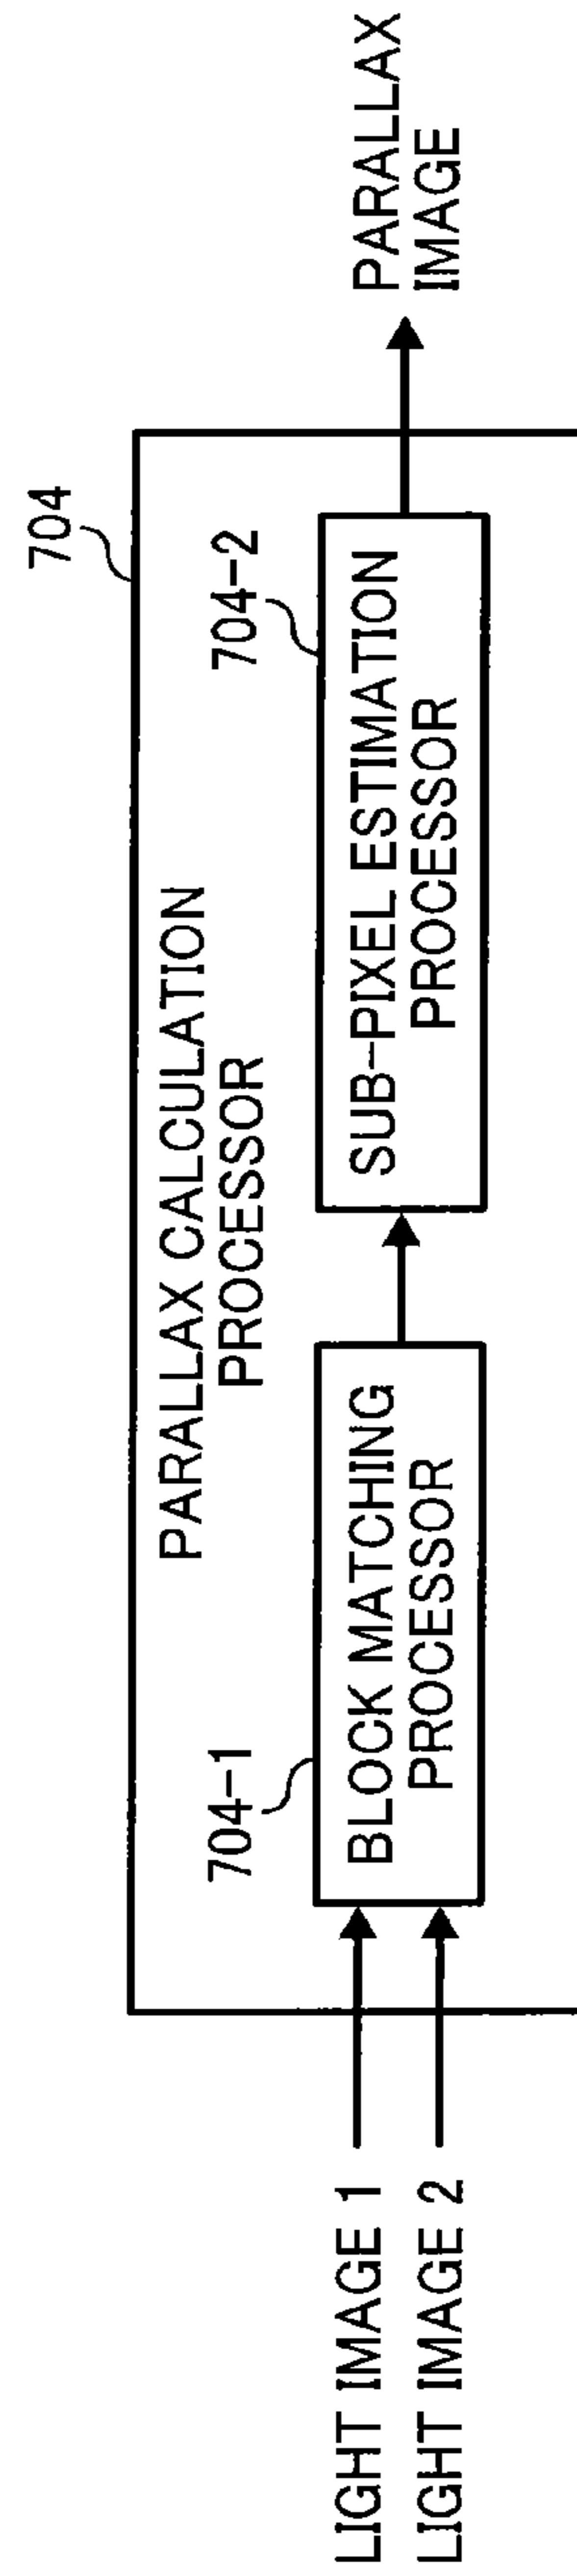 704
PARALLAX CALCULATION
PROCESSOR
704-1
BLOCK MATCHING
PROCESSOR
704-2
SUB-PIXEL ESTIMATION
PROCESSOR
LIGHT IMAGE 1
LIGHT IMAGE 2
PARALLAX
IMAGE